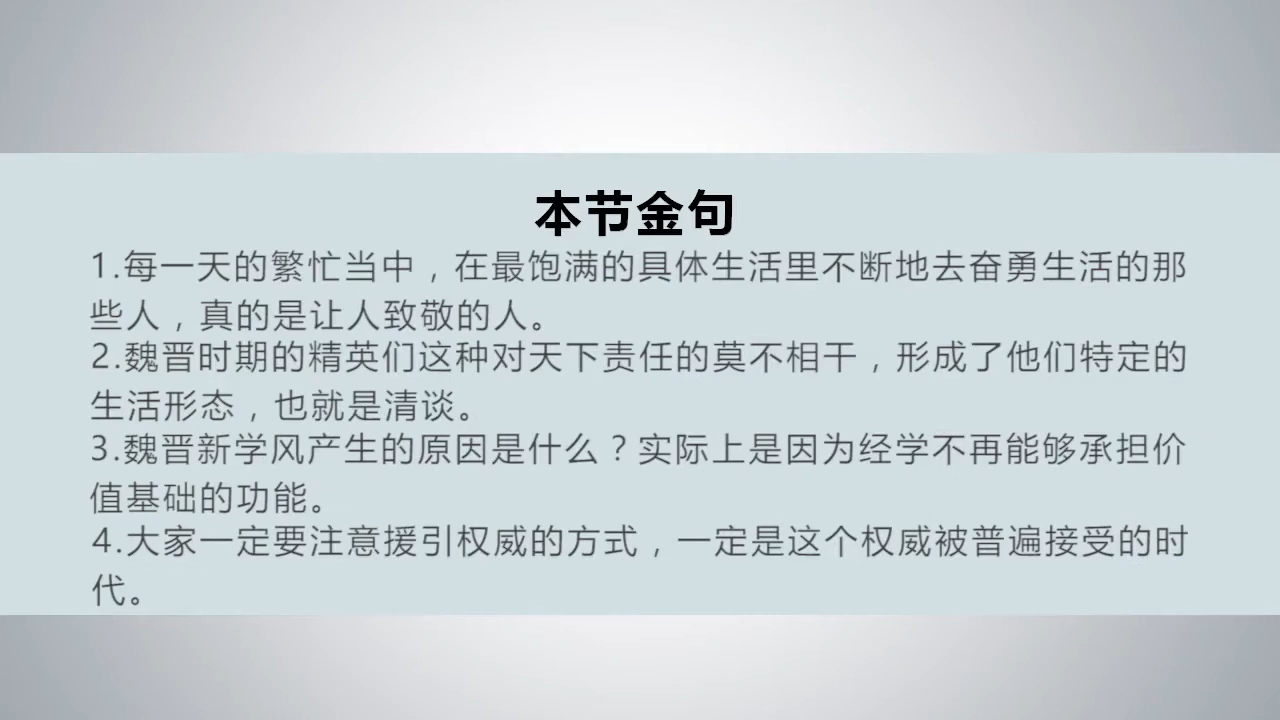 本节金句
1.每一天的繁忙当中，在最饱满的具体生活里不断地去奋勇生活的那
些人，真的是让人致敬的人。
2.魏晋时期的精英们这种对天下责任的莫不相干，形成了他们特定的
生活形态，也就是清谈。
3.魏晋新学风产生的原因是什么？实际上是因为经学不再能够承担价
值基础的功能。
4.大家一定要注意援引权威的方式，一定是这个权威被普遍接受的时
代。